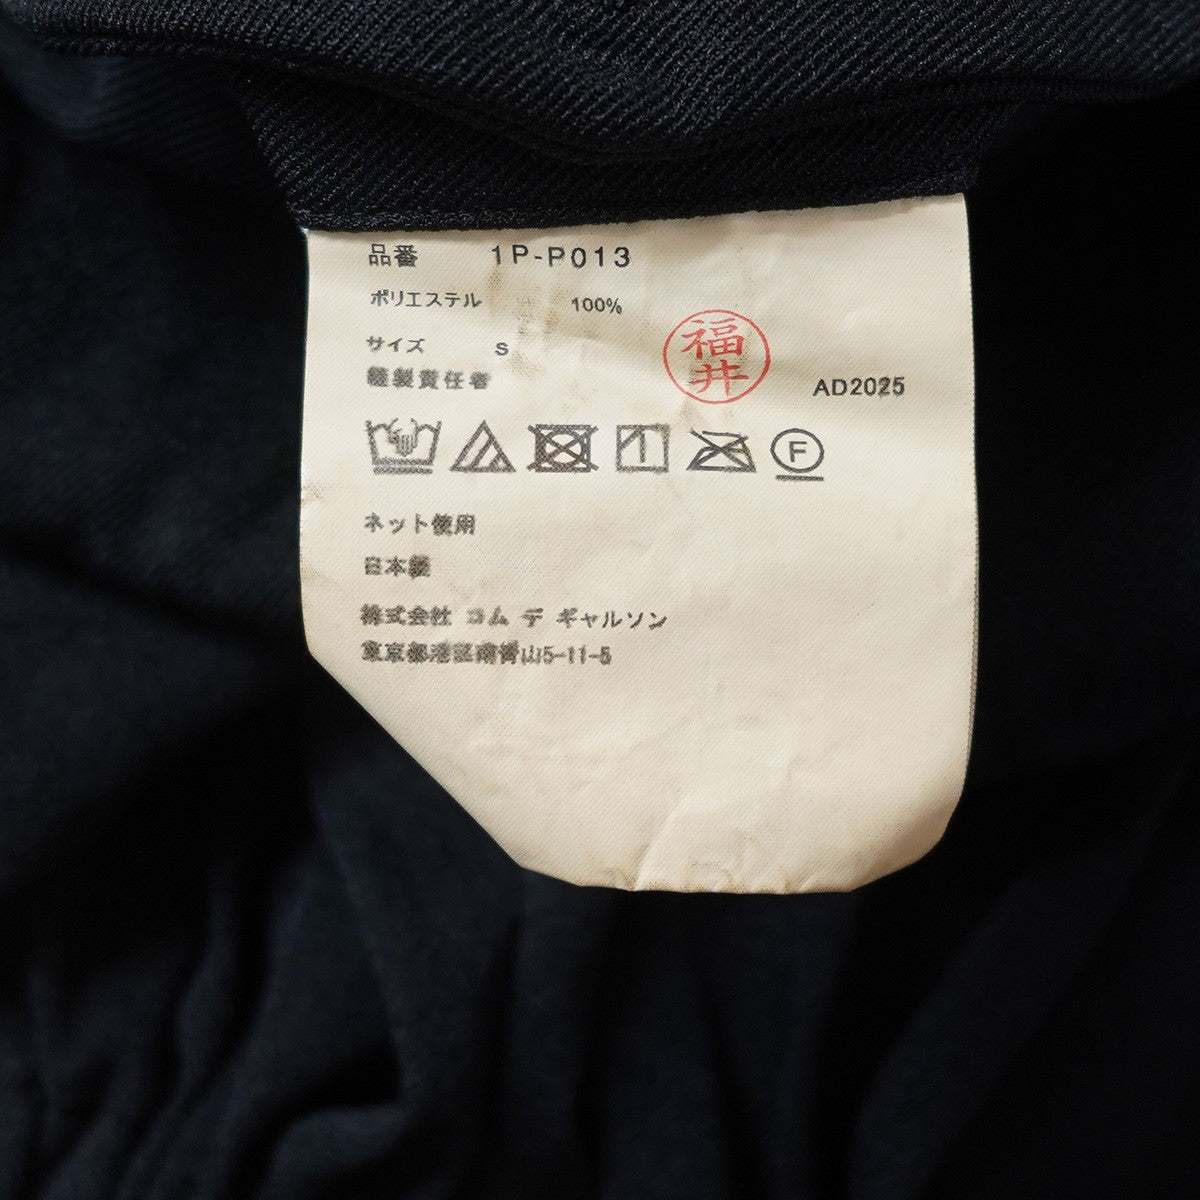 品番 1P-P013
ポリエステル 100%
サイズ S
縫製責任者 福井 AD2025
F
ネット使用
日本製
株式会社 コム デ ギャルソン
東京都港区南青山5-11-5